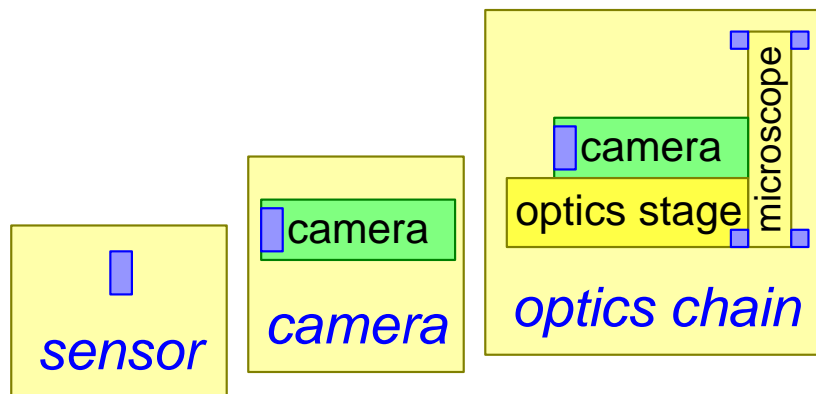 sensor
camera
camera
camera
optics stage
microscope
optics chain